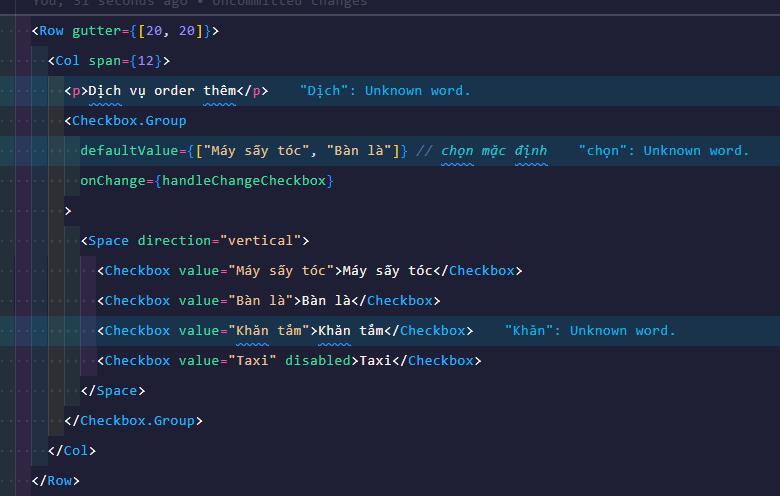 You, 31 seconds ago • Uncommitted changes
<Row gutter={[20, 20]}>
<Col span={12}>
<p>Dịch vụ order thêm</p> "Dịch": Unknown word.
<Checkbox.Group
defaultValue={["Máy sấy tóc", "Bàn là"]} // chọn mặc định "chọn": Unknown word.
onChange={handleChangeCheckbox}
>
<Space direction="vertical">
<Checkbox value="Máy sấy tóc">Máy sấy tóc</Checkbox>
<Checkbox value="Bàn là">Bàn là</Checkbox>
<Checkbox value="Khăn tắm">Khăn tắm</Checkbox> "Khăn": Unknown word.
<Checkbox value="Taxi" disabled>Taxi</Checkbox>
</Space>
</Checkbox.Group>
</Col>
</Row>